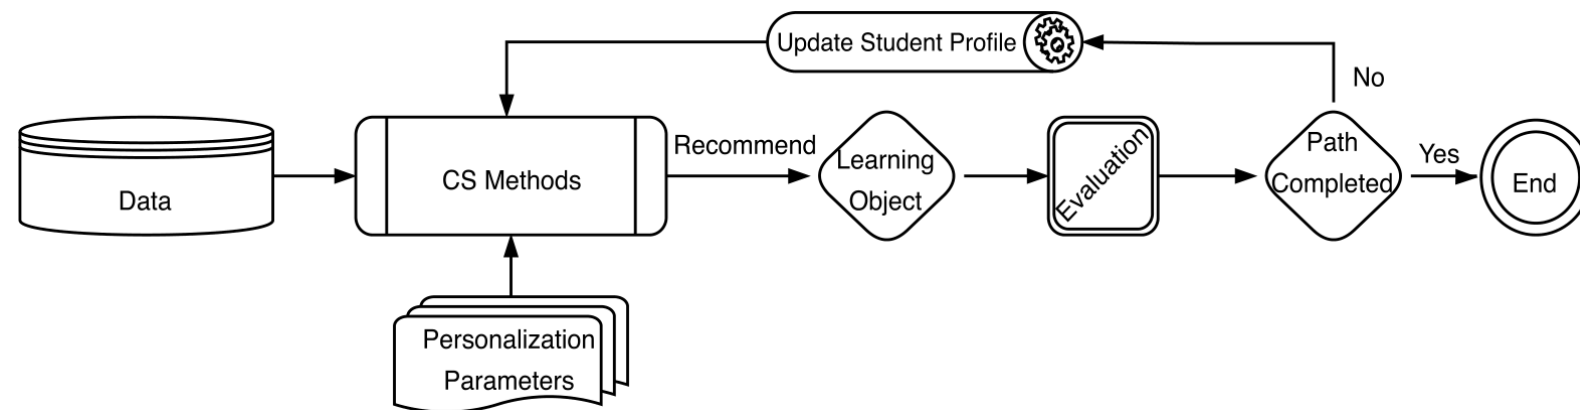 Update Student Profile
No
Data
CS Methods
Recommend
Learning
Object
Evaluation
Path
Completed
Yes
End
Personalization
Parameters